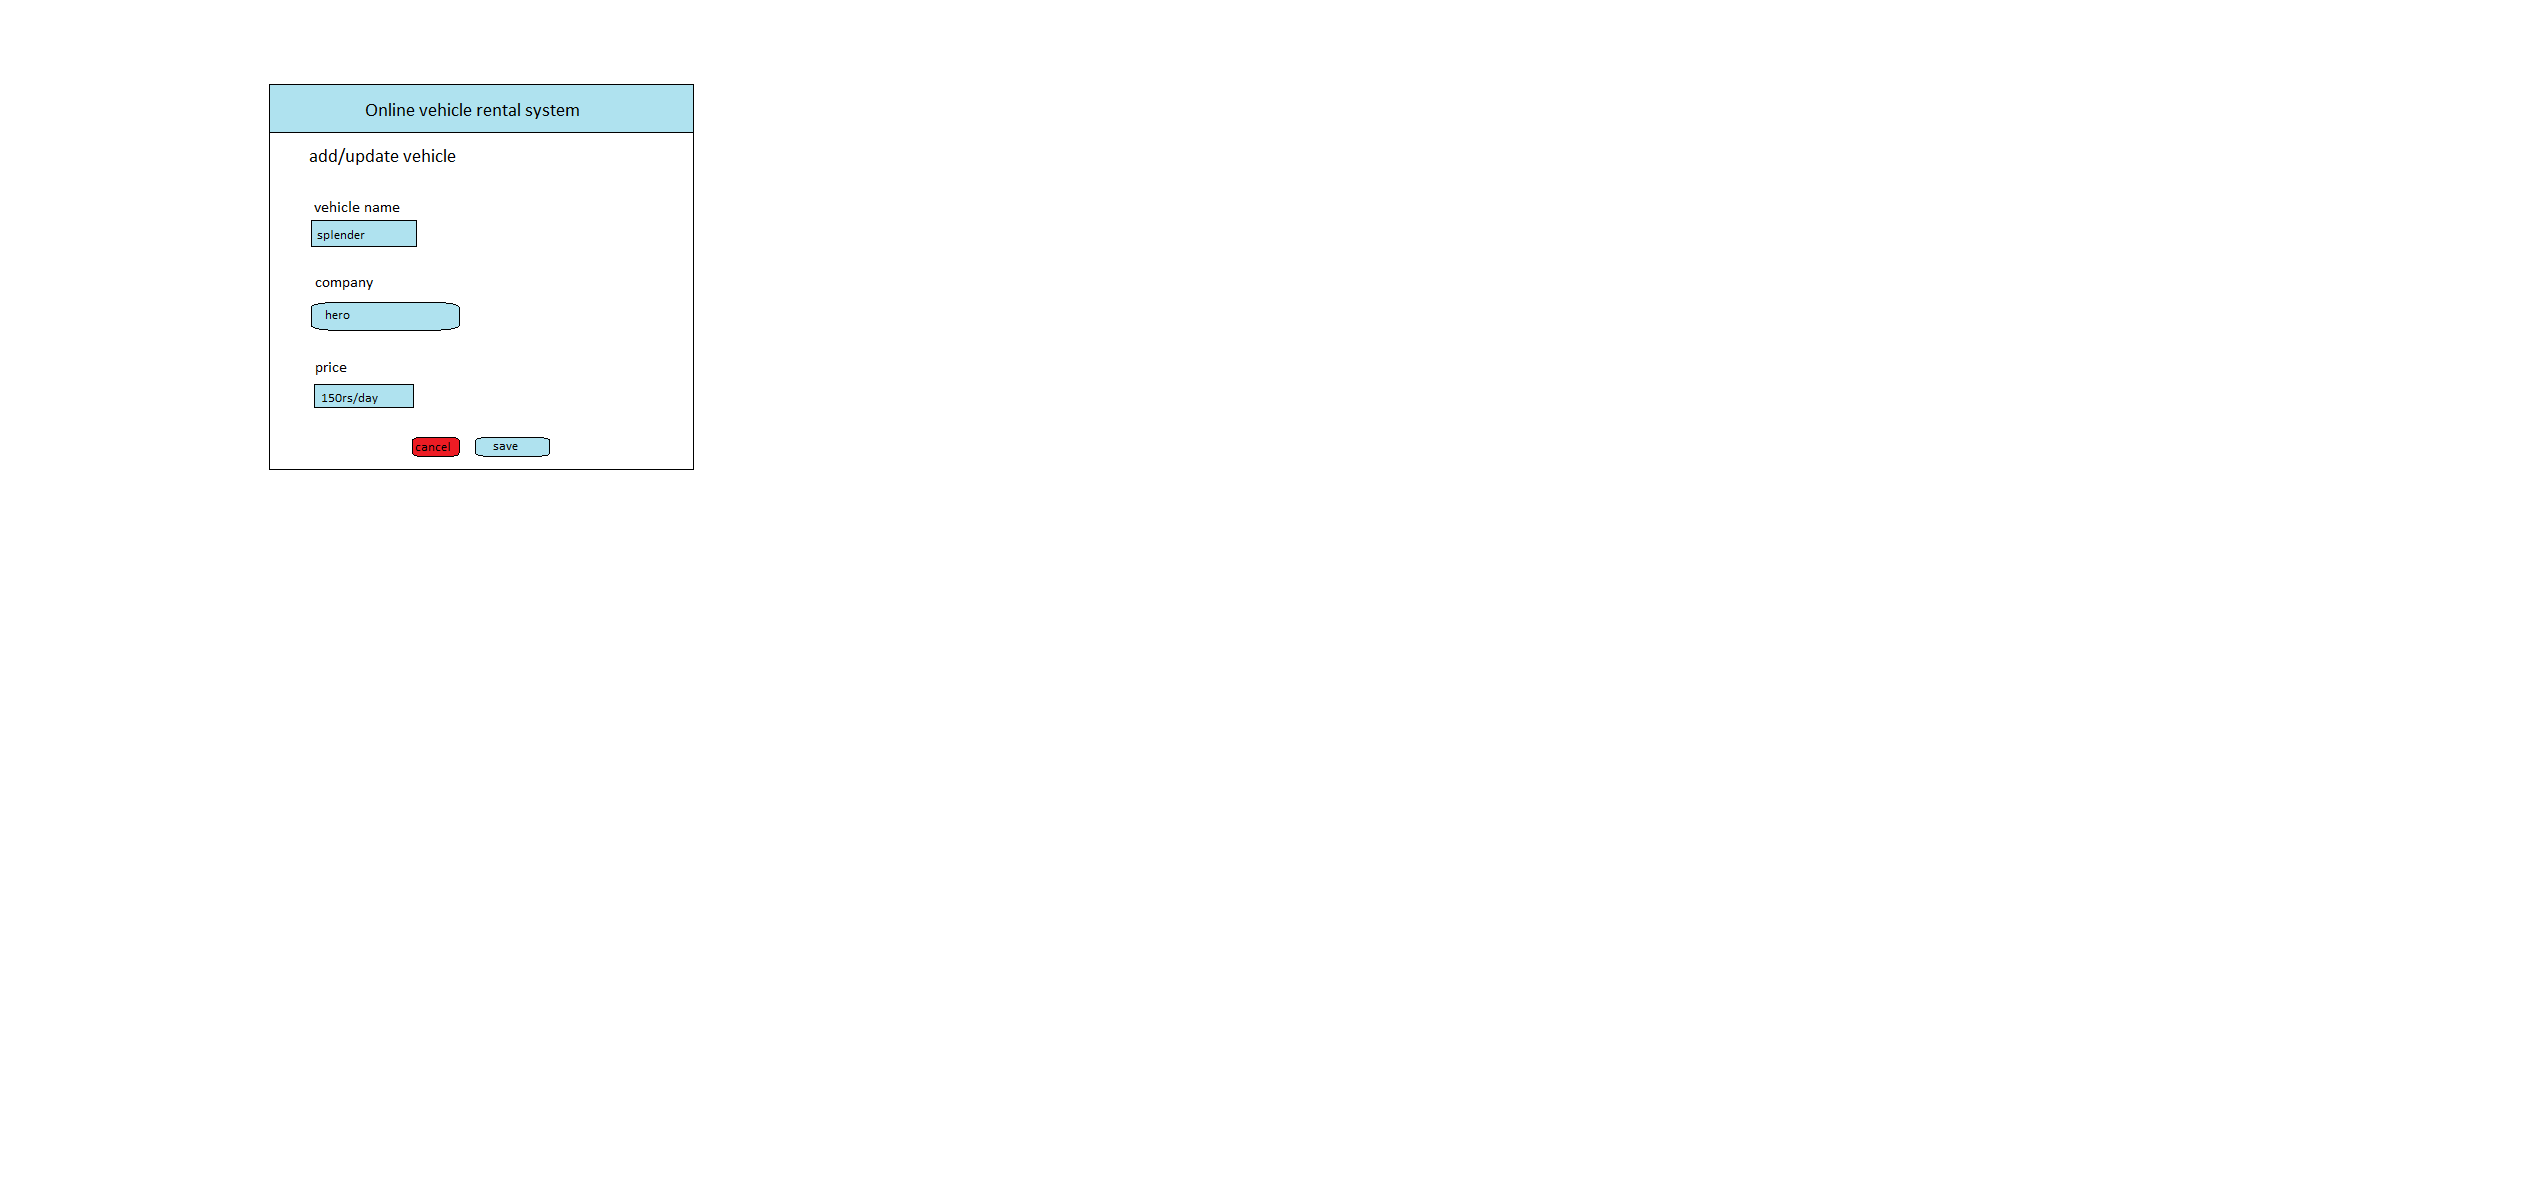 Online vehicle rental system
add/update vehicle
vehicle name
splender
company
hero
price
150rs/day
cancel save